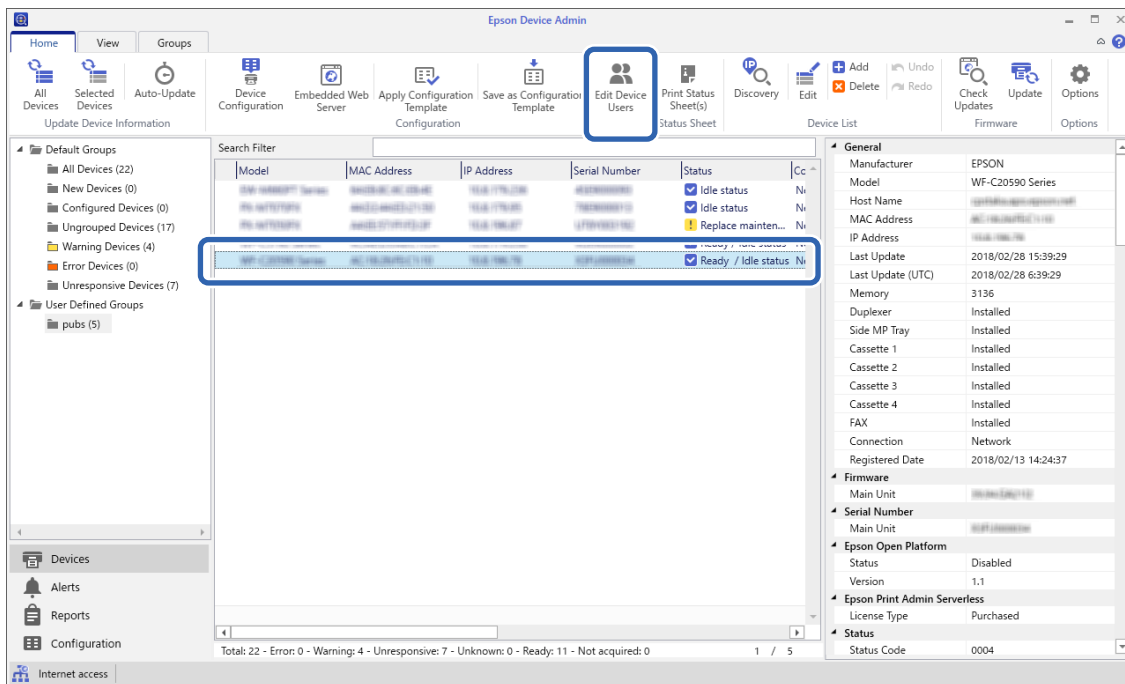 Epson Device Admin
Home View Groups
All Devices
Selected Devices
Auto-Update
Update Device Information
Device Configuration
Embedded Web Server
Apply Configuration Template
Save as Configuration Template
Edit Device Users
Configuration
Print Status Sheet(s)
Status Sheet
Discovery
Edit
Add
Delete
Undo
Redo
Device List
Check Updates
Update
Firmware
Options
Options
Default Groups
All Devices (22)
New Devices (0)
Configured Devices (0)
Ungrouped Devices (17)
Warning Devices (4)
Error Devices (0)
Unresponsive Devices (7)
User Defined Groups
pubs (5)
Devices
Alerts
Reports
Configuration
Internet access
Search Filter
Model MAC Address IP Address Serial Number Status Cc
Idle status N
Idle status N
Replace mainten... N
Ready / Idle status N
Ready / Idle status N
Total: 22 - Error: 0 - Warning: 4 - Unresponsive: 7 - Unknown: 0 - Ready: 11 - Not acquired: 0 1 / 5
General
Manufacturer EPSON
Model WF-C20590 Series
Host Name
MAC Address
IP Address
Last Update 2018/02/28 15:39:29
Last Update (UTC) 2018/02/28 6:39:29
Memory 3136
Duplexer Installed
Side MP Tray Installed
Cassette 1 Installed
Cassette 2 Installed
Cassette 3 Installed
Cassette 4 Installed
FAX Installed
Connection Network
Registered Date 2018/02/13 14:24:37
Firmware
Main Unit
Serial Number
Main Unit
Epson Open Platform
Status Disabled
Version 1.1
Epson Print Admin Serverless
License Type Purchased
Status
Status Code 0004